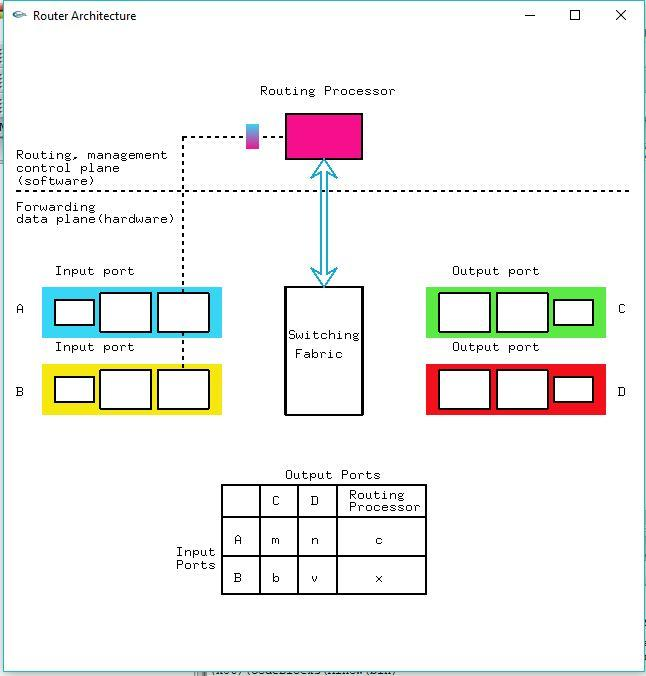 Router Architecture
Routing Processor
Routing, management
control plane
(software)
Forwarding
data plane(hardware)
Input port
Output port
A
C
Switching
Fabric
Input port
Output port
B
D
Output Ports
C D Routing
Processor
Input
Ports
A m n c
B b v x